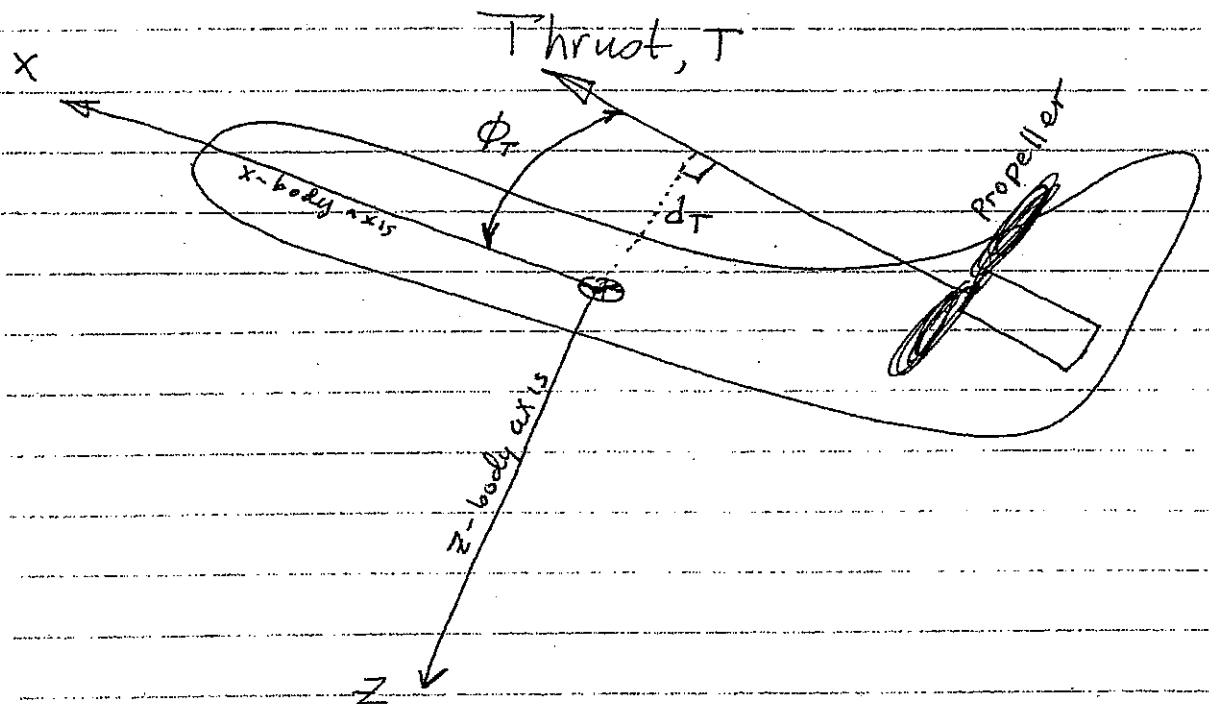 Thrust, T
X
Propeller
ϕT
x-body axis
dT
z-body axis
Z